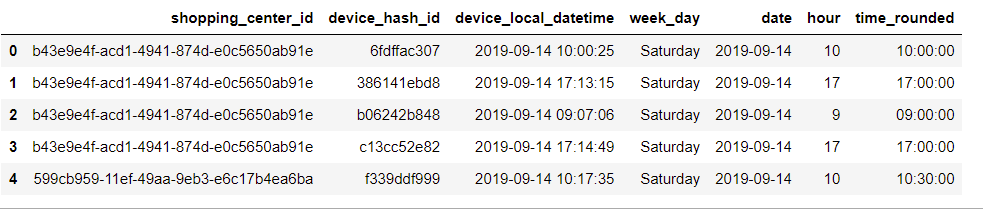 shopping_center_id device_hash_id device_local_datetime week_day date hour time_rounded
0 b43e9e4f-acd1-4941-874d-e0c5650ab91e 6fdffac307 2019-09-14 10:00:25 Saturday 2019-09-14 10 10:00:00
1 b43e9e4f-acd1-4941-874d-e0c5650ab91e 386141ebd8 2019-09-14 17:13:15 Saturday 2019-09-14 17 17:00:00
2 b43e9e4f-acd1-4941-874d-e0c5650ab91e b06242b848 2019-09-14 09:07:06 Saturday 2019-09-14 9 09:00:00
3 b43e9e4f-acd1-4941-874d-e0c5650ab91e c13cc52e82 2019-09-14 17:14:49 Saturday 2019-09-14 17 17:00:00
4 599cb959-11ef-49aa-9eb3-e6c17b4ea6ba f339ddf999 2019-09-14 10:17:35 Saturday 2019-09-14 10 10:30:00